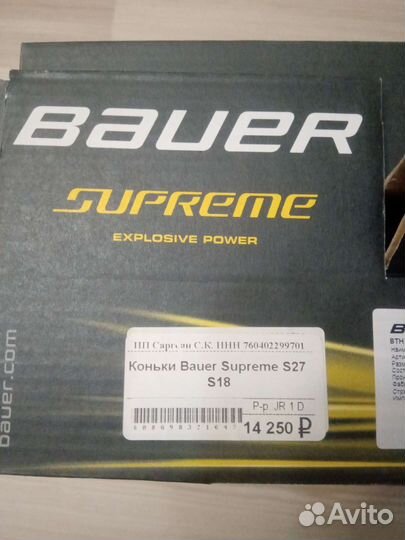 BAUER
SUPREME
EXPLOSIVE POWER
bauer.com
ИП Саргсян С.К. ИНН 760402299701
Коньки Bauer Supreme S27
S18
Р-р JR 1 D
14 250 ₽
BAU
Avito